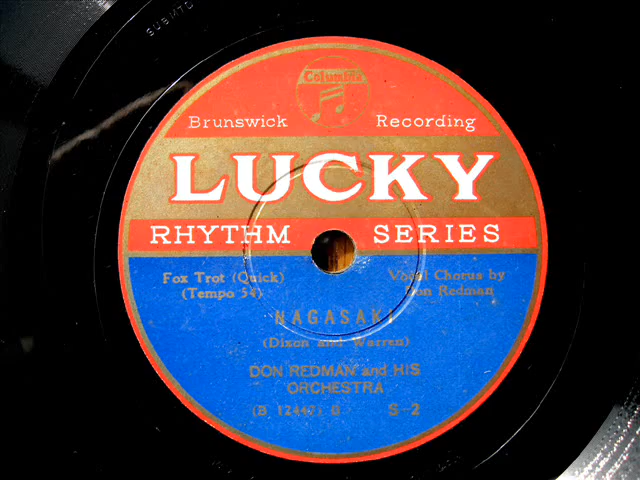 Columbia
Brunswick Recording
LUCKY
RHYTHM SERIES
Fox Trot (Quick)
(Tempo 54)
Vocal Chorus by
Don Redman
NAGASAKI
(Dixon and Warren)
DON REDMAN and HIS
ORCHESTRA
S-2